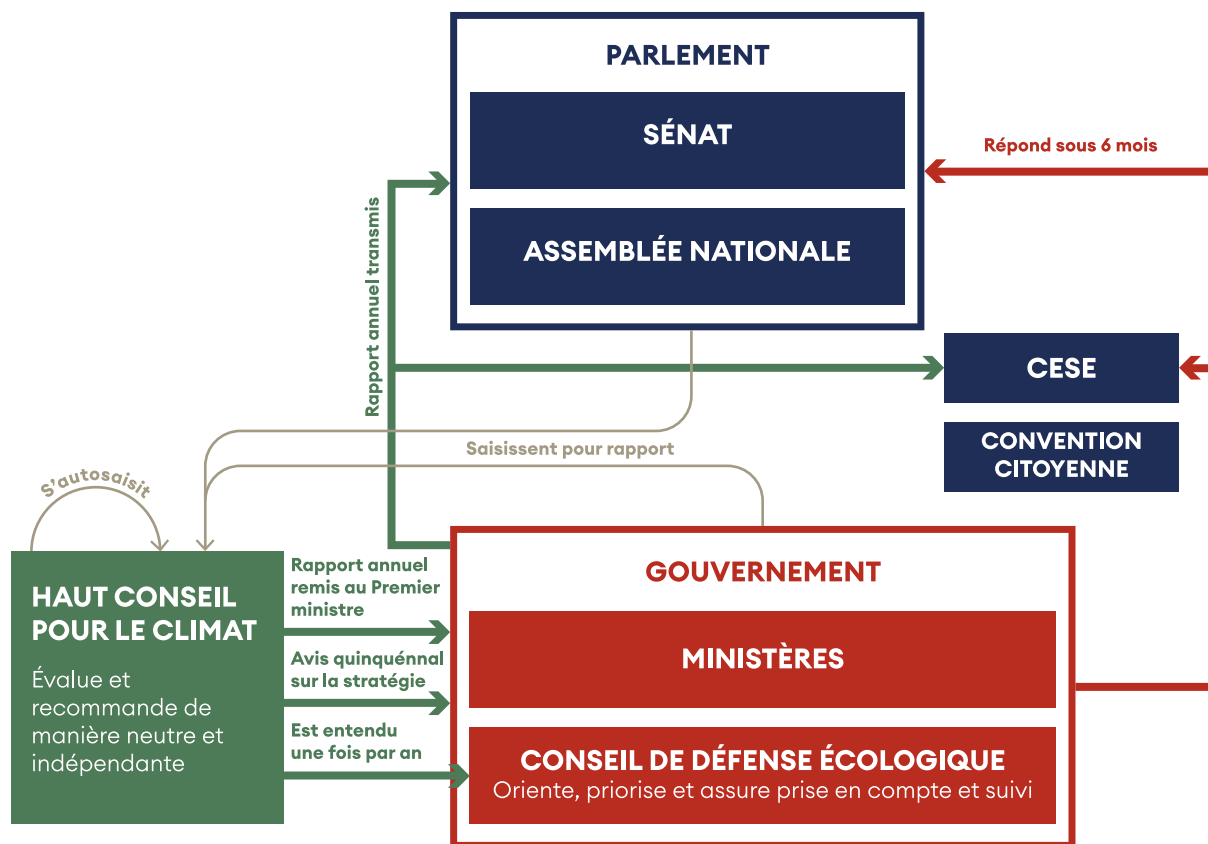 PARLEMENT
SÉNAT
ASSEMBLÉE NATIONALE
Répond sous 6 mois
Rapport annuel transmis
CESE
CONVENTION
CITOYENNE
Saisissent pour rapport
S'autosaisit
HAUT CONSEIL
POUR LE CLIMAT
Évalue et
recommande de
manière neutre et
indépendante
Rapport annuel
remis au Premier
ministre
Avis quinquénnal
sur la stratégie
Est entendu
une fois par an
GOUVERNEMENT
MINISTÈRES
CONSEIL DE DÉFENSE ÉCOLOGIQUE
Oriente, priorise et assure prise en compte et suivi